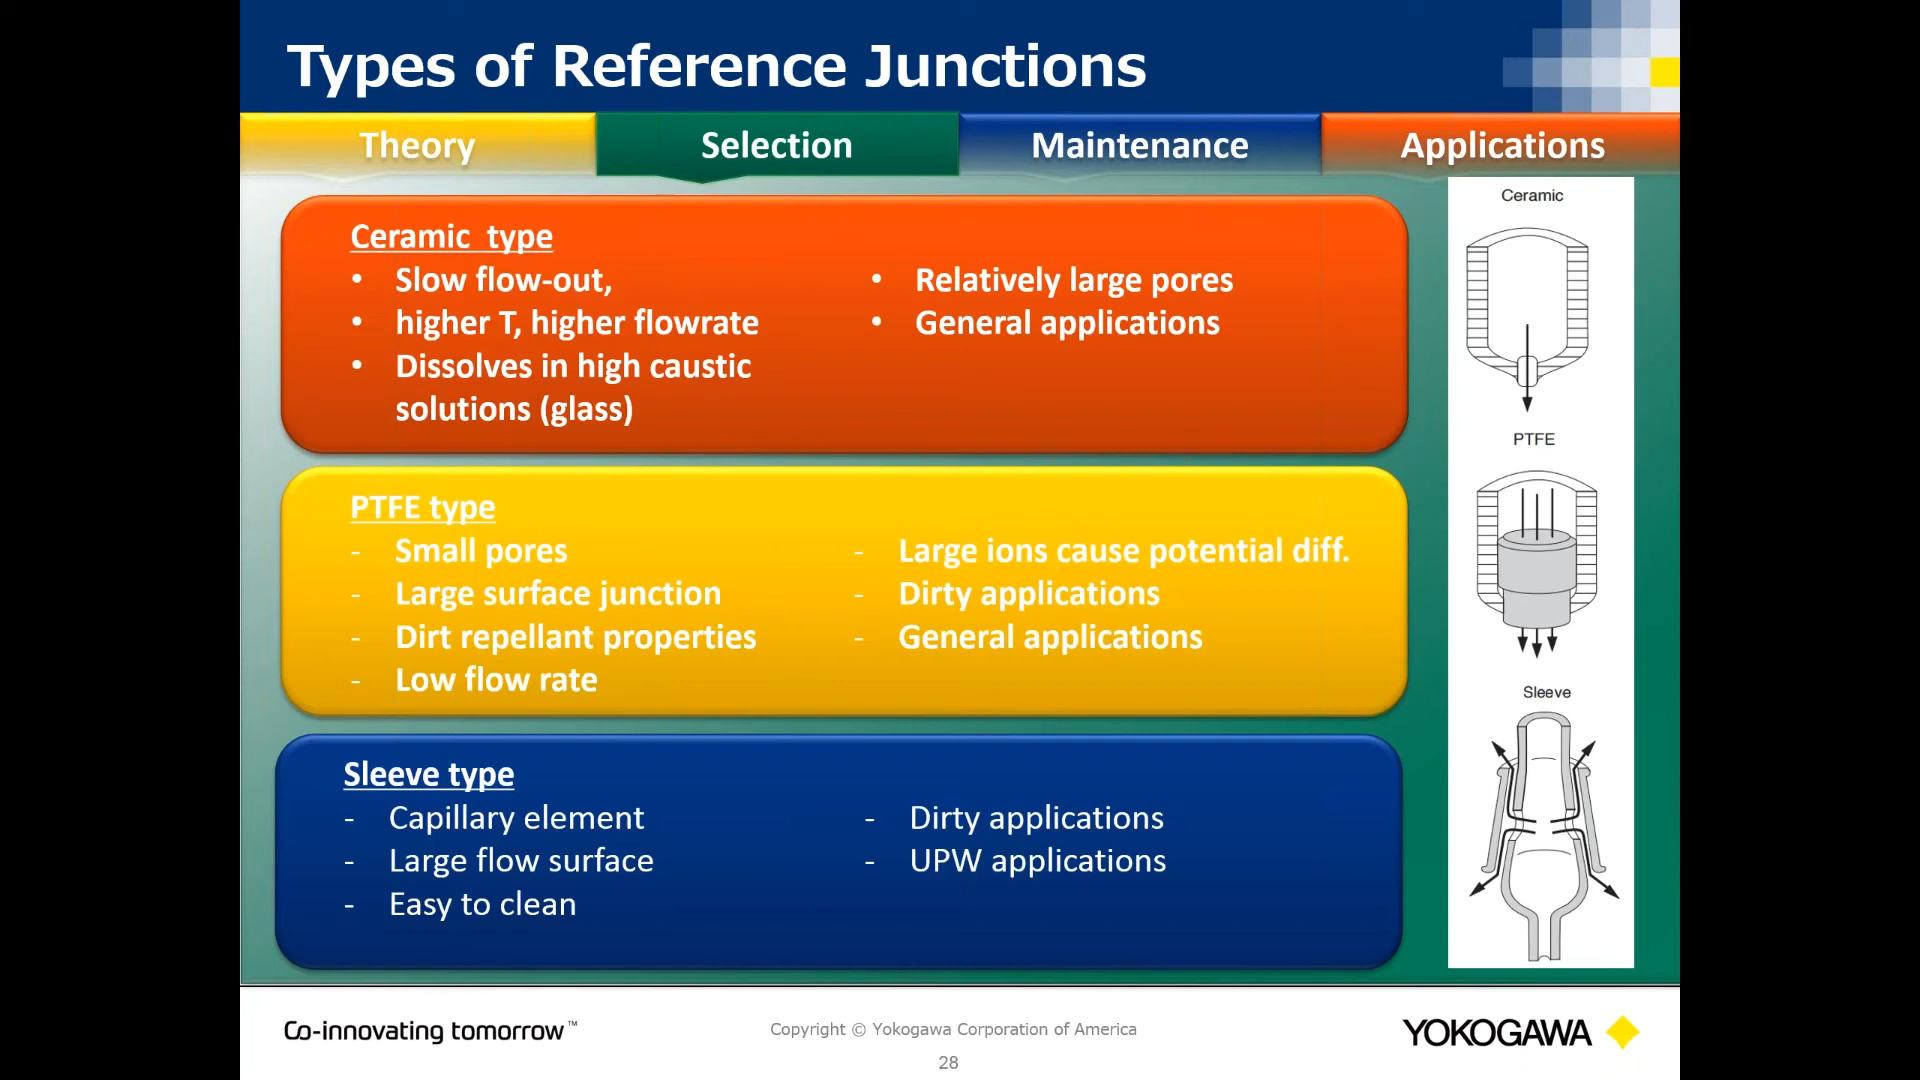 Types of Reference Junctions
Theory
Selection
Maintenance
Applications
Ceramic type
• Slow flow-out,
• higher T, higher flowrate
• Dissolves in high caustic
solutions (glass)
• Relatively large pores
• General applications
PTFE type
- Small pores
- Large surface junction
- Dirt repellant properties
- Low flow rate
- Large ions cause potential diff.
- Dirty applications
- General applications
Sleeve type
- Capillary element
- Large flow surface
- Easy to clean
- Dirty applications
- UPW applications
Ceramic
PTFE
Sleeve
Co-innovating tomorrow™
Copyright © Yokogawa Corporation of America
28
YOKOGAWA